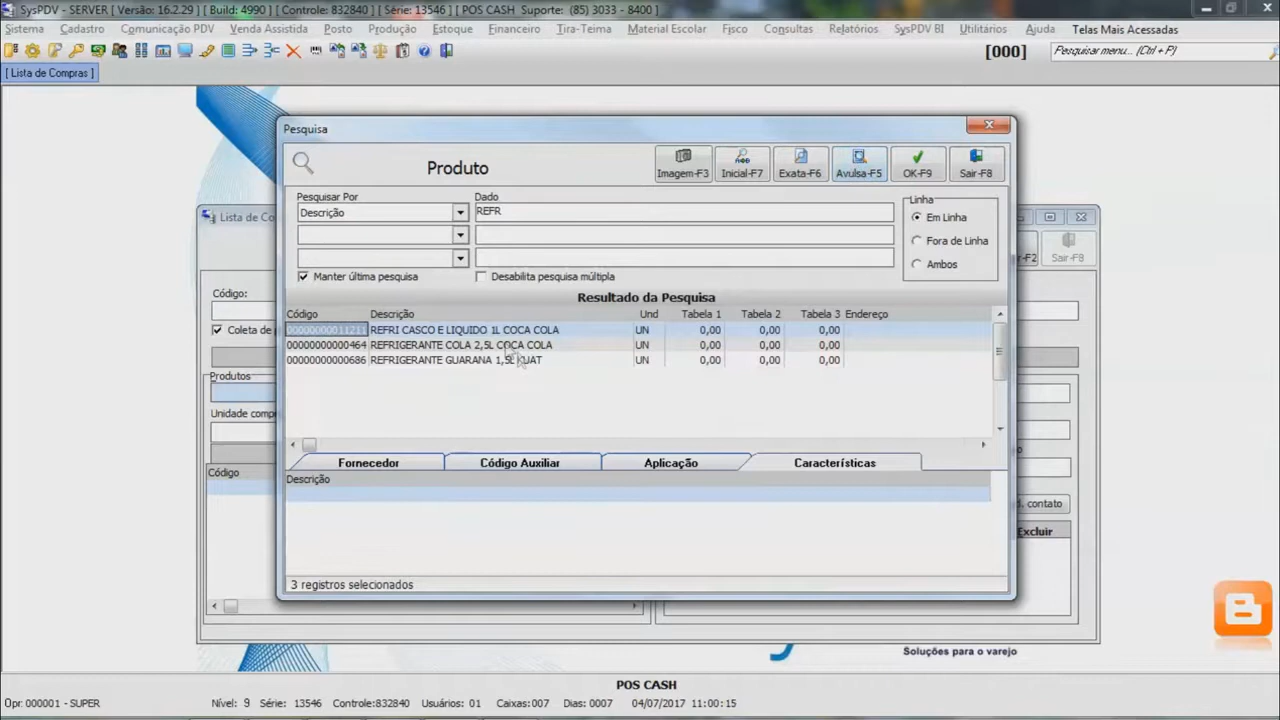 SysPDV - SERVER [ Versão: 16.2.29 ] [ Build: 4990 ] [ Controle: 832840 ] [ Série: 13546 ] [ POS CASH Suporte: (85) 3033 - 8400 ]
Sistema Cadastro Comunicação PDV Venda Assistida Posto Produção Estoque Financeiro Tira-Teima Material Escolar Fisco Consultas Relatórios SysPDV BI Utilitários Ajuda Telas Mais Acessadas
[000] Pesquisar menu... (Ctrl + P)
[ Lista de Compras ]
Pesquisa
Produto Imagem-F3 Inicial-F7 Exata-F6 Avulsa-F5 OK-F9 Sair-F8
Pesquisar Por Dado Linha
Descrição REFR Em Linha
Lista de Co
Fora de Linha
r-F2 Sair-F8
Ambos
Manter última pesquisa Desabilita pesquisa múltipla
Código:
Resultado da Pesquisa
Código Descrição Und Tabela 1 Tabela 2 Tabela 3 Endereço
Coleta de
00000000011211 REFRI CASCO E LIQUIDO 1L COCA COLA UN 0,00 0,00 0,00
00000000000464 REFRIGERANTE COLA 2,5L COCA COLA UN 0,00 0,00 0,00
00000000000686 REFRIGERANTE GUARANA 1,5L KUAT UN 0,00 0,00 0,00
Produtos
Unidade compr
Fornecedor Código Auxiliar Aplicação Características
Código
Descrição
d. contato
Excluir
3 registros selecionados
Soluções para o varejo
POS CASH
Opr: 000001 - SUPER Nível: 9 Série: 13546 Controle:832840 Usuários: 01 Caixas:007 Dias: 0007 04/07/2017 11:00:15